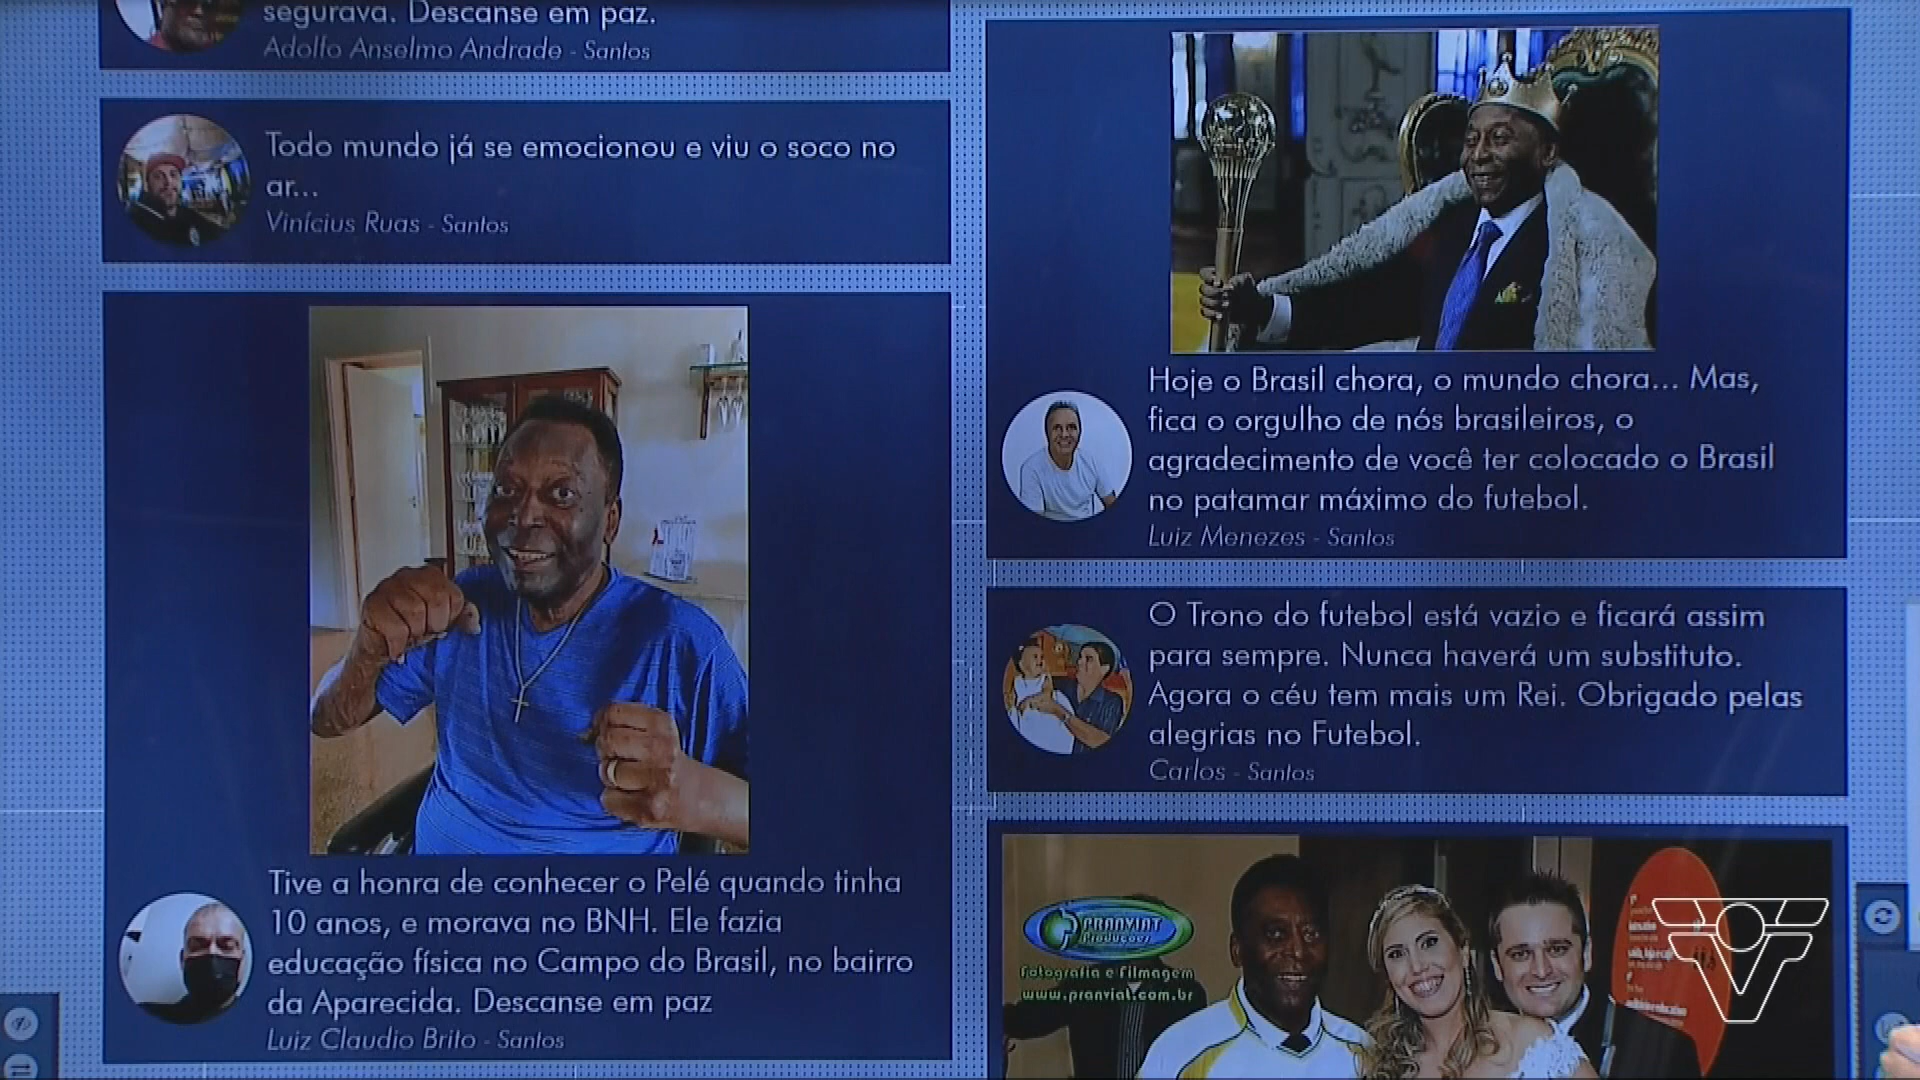 segurava. Descanse em paz.
Adolfo Anselmo Andrade - Santos
Todo mundo já se emocionou e viu o soco no
ar...
Vinícius Ruas - Santos
Tive a honra de conhecer o Pelé quando tinha
10 anos, e morava no BNH. Ele fazia
educação física no Campo do Brasil, no bairro
da Aparecida. Descanse em paz
Luiz Claudio Brito - Santos
Hoje o Brasil chora, o mundo chora... Mas,
fica o orgulho de nós brasileiros, o
agradecimento de você ter colocado o Brasil
no patamar máximo do futebol.
Luiz Menezes - Santos
O Trono do futebol está vazio e ficará assim
para sempre. Nunca haverá um substituto.
Agora o céu tem mais um Rei. Obrigado pelas
alegrias no Futebol.
Carlos - Santos
PRANVIAT
Produções
Fotografia e Filmagem
www.pranviat.com.br